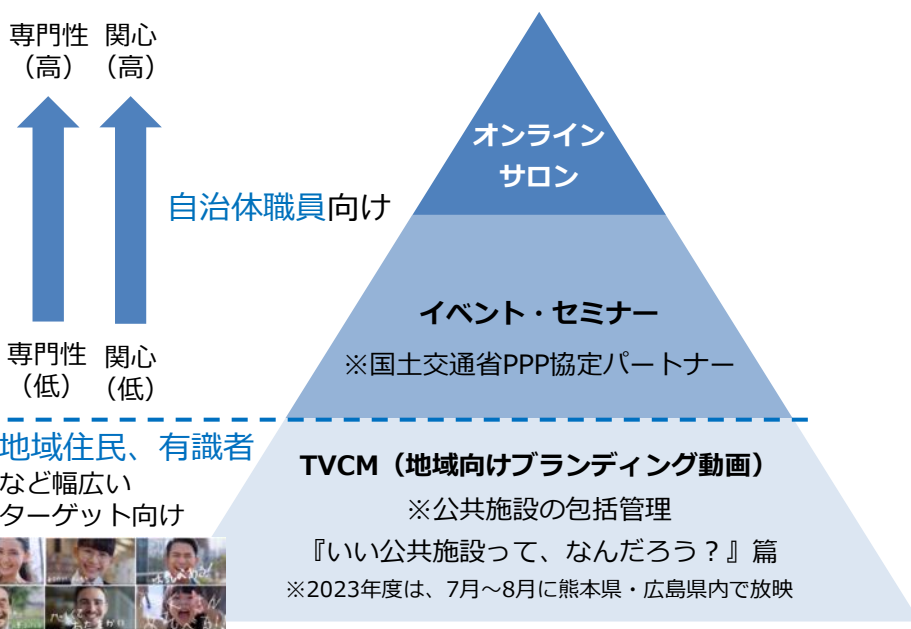 専門性 関心
（高） （高）
オンライン
サロン
自治体職員向け
イベント・セミナー
※国土交通省PPP協定パートナー
専門性 関心
（低） （低）
地域住民、有識者
など幅広い
ターゲット向け
TVCM（地域向けブランディング動画）
※公共施設の包括管理
『いい公共施設って、なんだろう？』篇
※2023年度は、7月～8月に熊本県・広島県内で放映